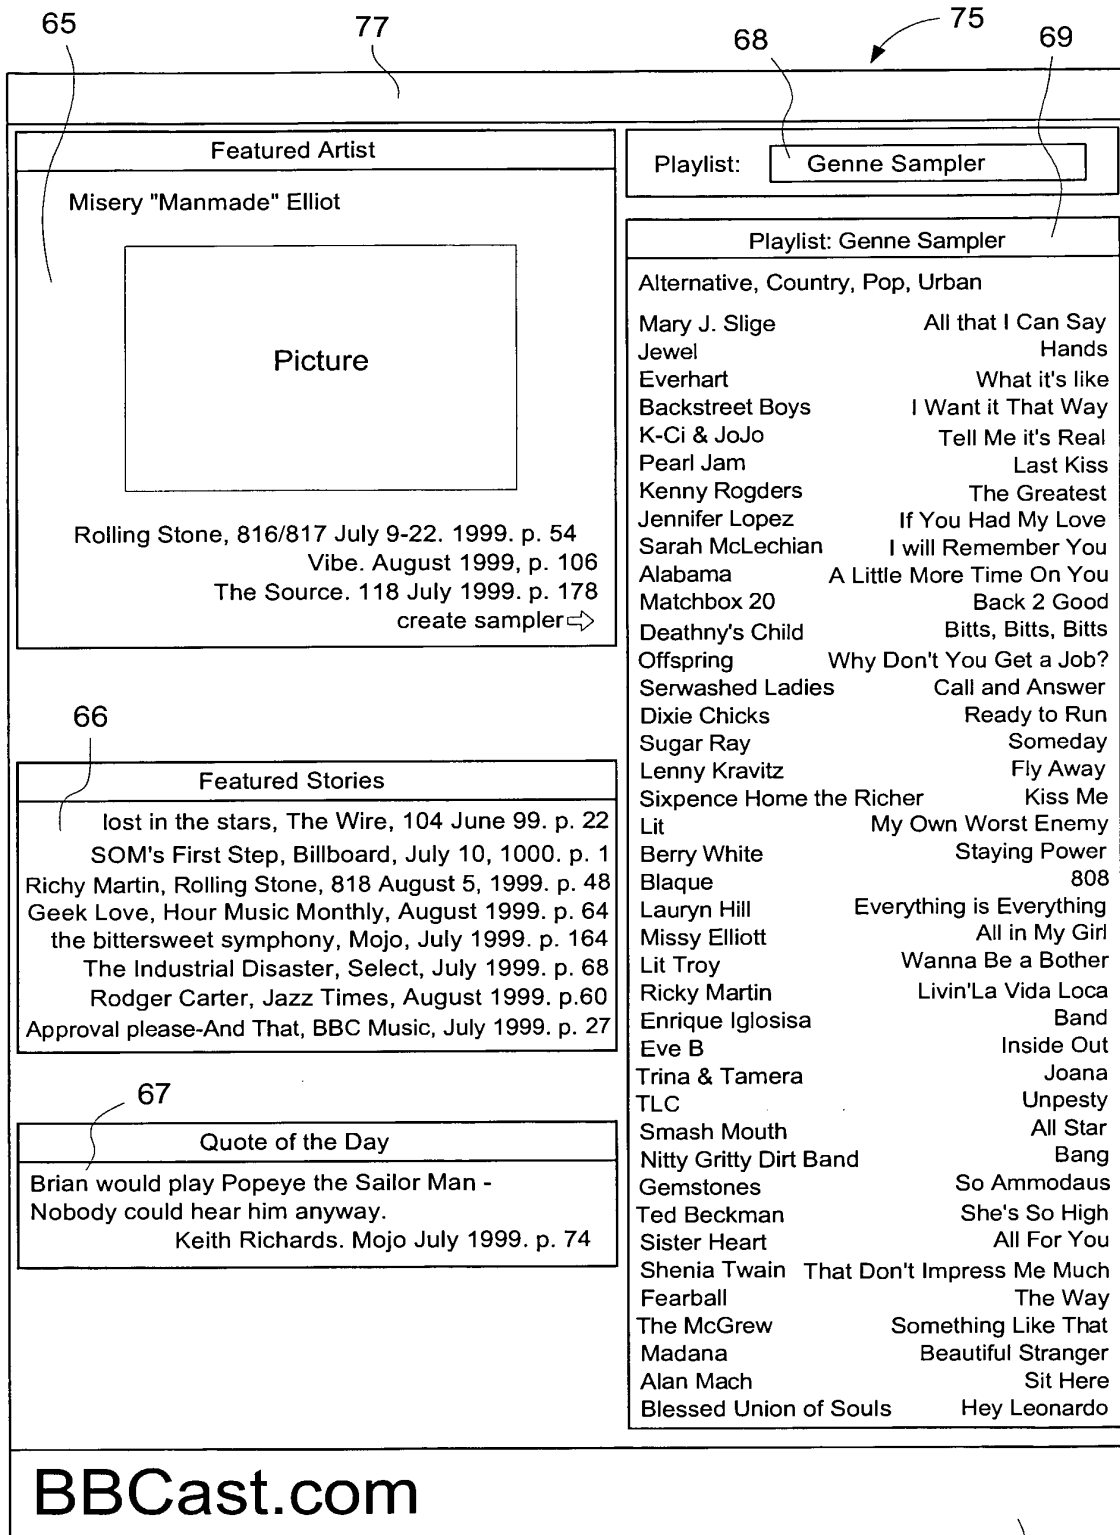 65
77
68
75
69
Featured Artist
Misery "Manmade" Elliot
Picture
Rolling Stone, 816/817 July 9-22. 1999. p. 54
Vibe. August 1999, p. 106
The Source. 118 July 1999. p. 178
create sampler⇨
66
Featured Stories
lost in the stars, The Wire, 104 June 99. p. 22
SOM's First Step, Billboard, July 10, 1000. p. 1
Richy Martin, Rolling Stone, 818 August 5, 1999. p. 48
Geek Love, Hour Music Monthly, August 1999. p. 64
the bittersweet symphony, Mojo, July 1999. p. 164
The Industrial Disaster, Select, July 1999. p. 68
Rodger Carter, Jazz Times, August 1999. p.60
Approval please-And That, BBC Music, July 1999. p. 27
67
Quote of the Day
Brian would play Popeye the Sailor Man -
Nobody could hear him anyway.
Keith Richards. Mojo July 1999. p. 74
Playlist: Genne Sampler
Playlist: Genne Sampler
Alternative, Country, Pop, Urban
Mary J. Slige All that I Can Say
Jewel Hands
Everhart What it's like
Backstreet Boys I Want it That Way
K-Ci & JoJo Tell Me it's Real
Pearl Jam Last Kiss
Kenny Rogders The Greatest
Jennifer Lopez If You Had My Love
Sarah McLechian I will Remember You
Alabama A Little More Time On You
Matchbox 20 Back 2 Good
Deathny's Child Bitts, Bitts, Bitts
Offspring Why Don't You Get a Job?
Serwashed Ladies Call and Answer
Dixie Chicks Ready to Run
Sugar Ray Someday
Lenny Kravitz Fly Away
Sixpence Home the Richer Kiss Me
Lit My Own Worst Enemy
Berry White Staying Power
Blaque 808
Lauryn Hill Everything is Everything
Missy Elliott All in My Girl
Lit Troy Wanna Be a Bother
Ricky Martin Livin'La Vida Loca
Enrique Iglosisa Band
Eve B Inside Out
Trina & Tamera Joana
TLC Unpesty
Smash Mouth All Star
Nitty Gritty Dirt Band Bang
Gemstones So Ammodaus
Ted Beckman She's So High
Sister Heart All For You
Shenia Twain That Don't Impress Me Much
Fearball The Way
The McGrew Something Like That
Madana Beautiful Stranger
Alan Mach Sit Here
Blessed Union of Souls Hey Leonardo
BBCast.com